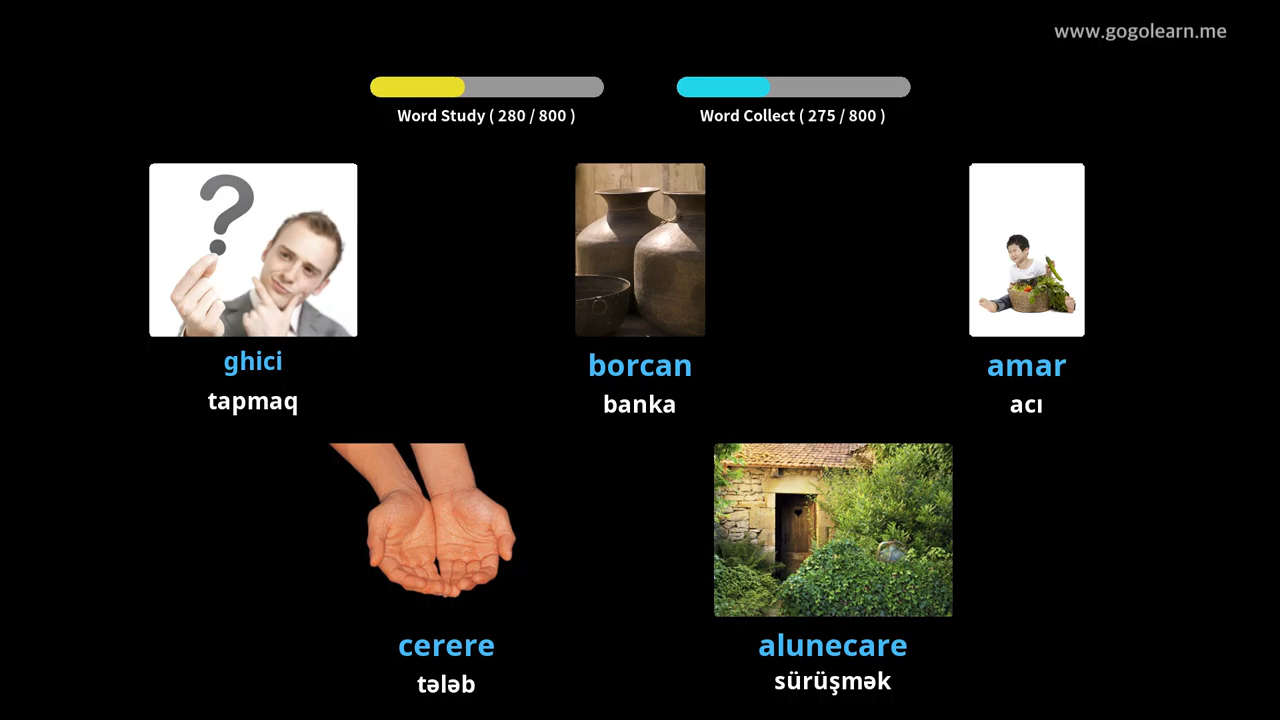 www.gogolearn.me
Word Study ( 280 / 800 )
Word Collect ( 275 / 800 )
?
ghici
tapmaq
borcan
banka
amar
acı
cerere
tələb
alunecare
sürüşmək